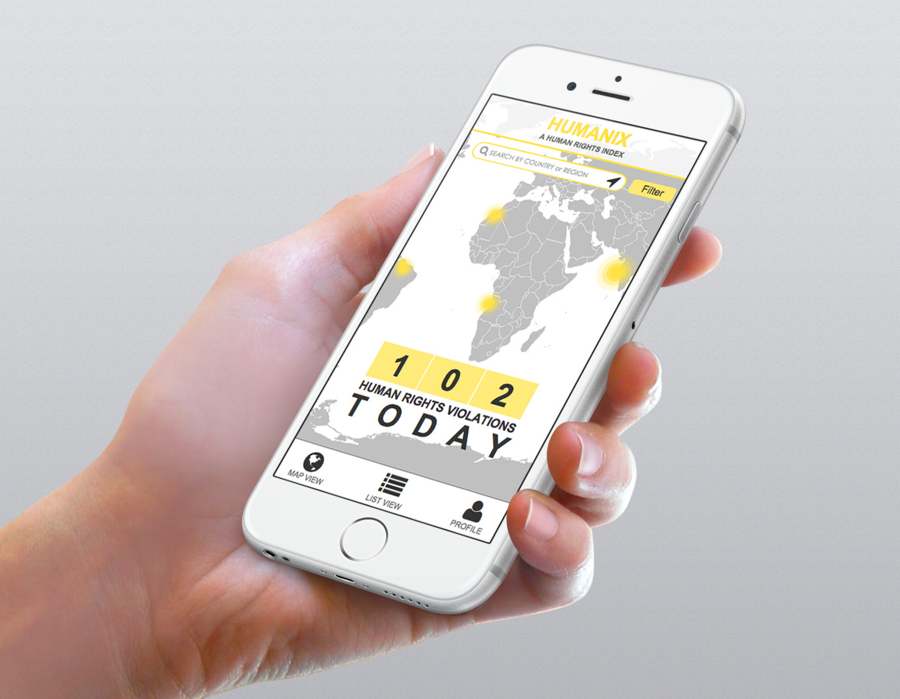 HUMANIX
A HUMAN RIGHTS INDEX
SEARCH BY COUNTRY or REGION
Filter
1 0 2
HUMAN RIGHTS VIOLATIONS
TODAY
MAP VIEW
LIST VIEW
PROFILE